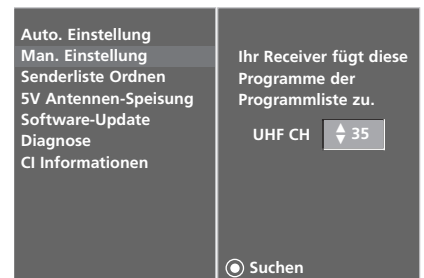 Auto. Einstellung
Man. Einstellung
Senderliste Ordnen
5V Antennen-Speisung
Software-Update
Diagnose
CI Informationen
Ihr Receiver fügt diese
Programme der
Programmliste zu.
UHF CH 35
Suchen